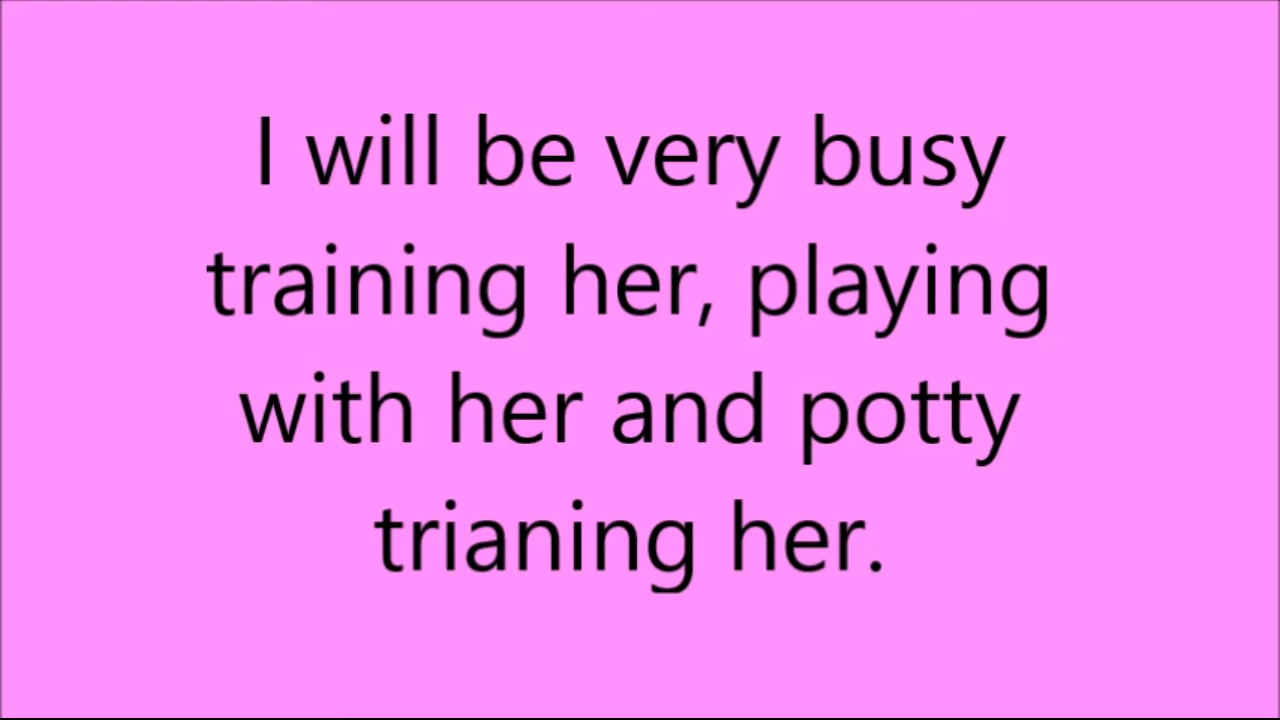 I will be very busy
training her, playing
with her and potty
trianing her.